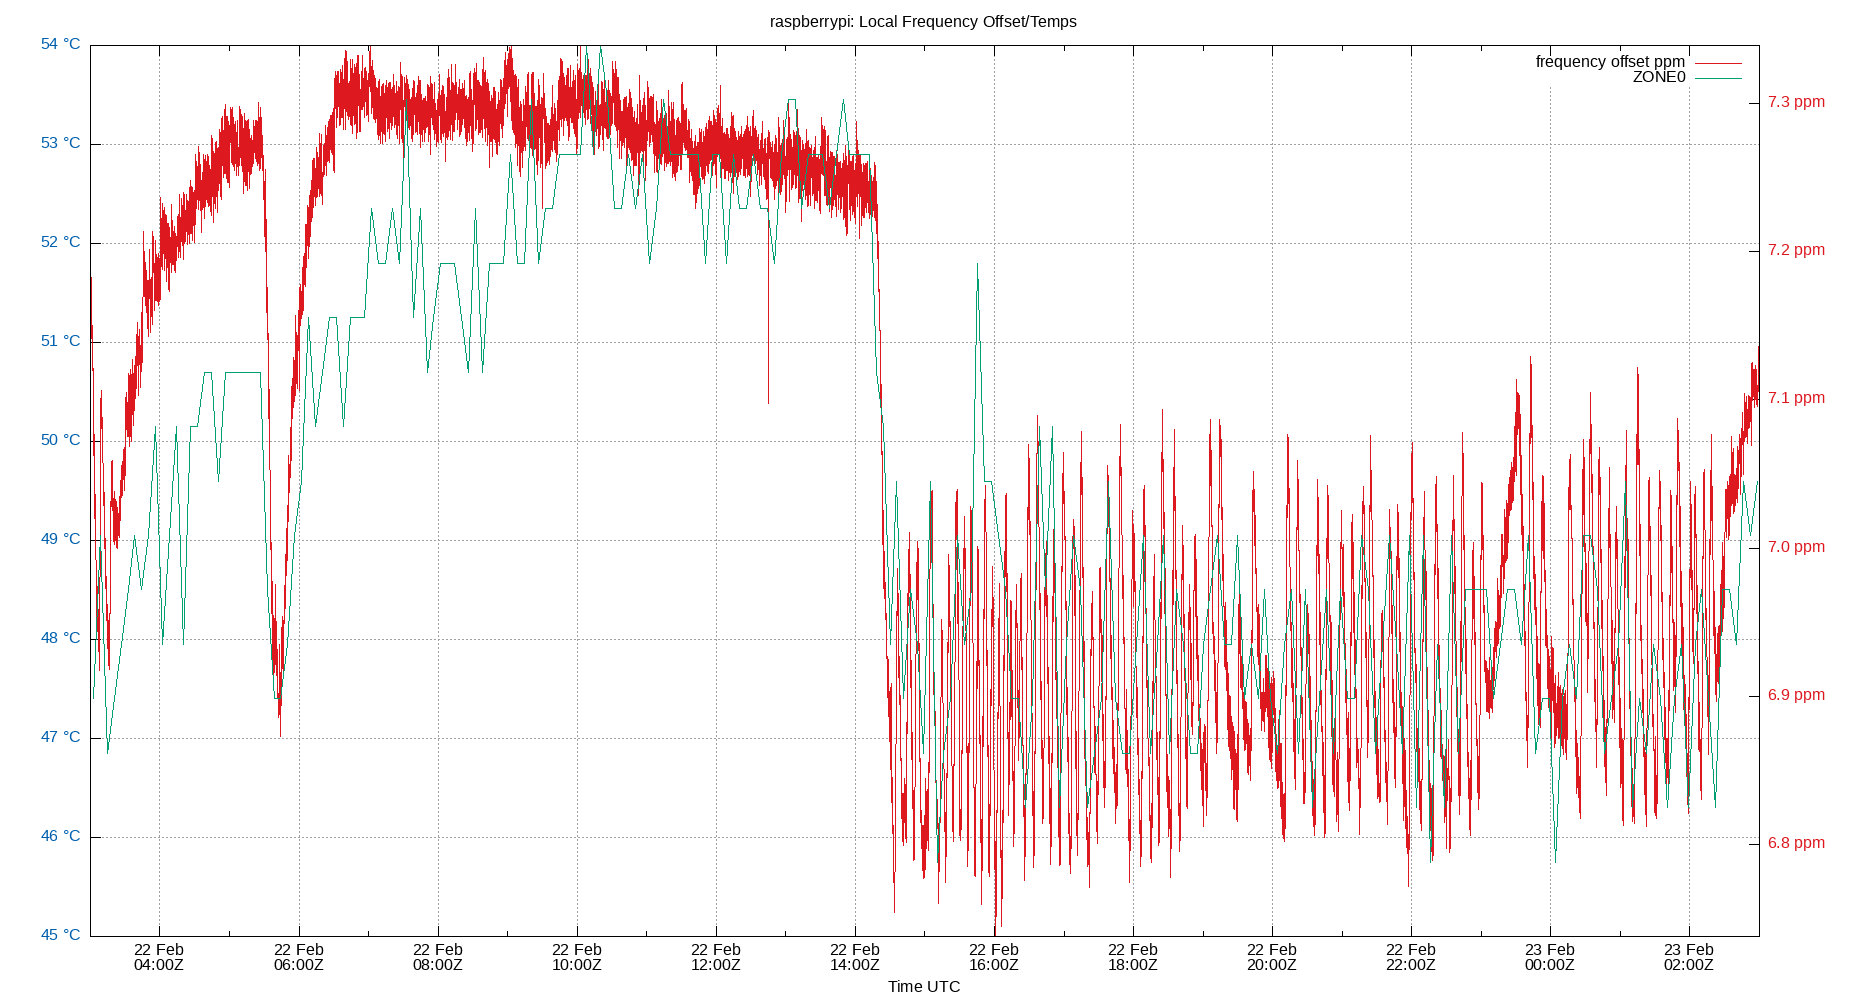 raspberrypi: Local Frequency Offset/Temps
frequency offset ppm
ZONE0
54 °C
53 °C
52 °C
51 °C
50 °C
49 °C
48 °C
47 °C
46 °C
45 °C
7.3 ppm
7.2 ppm
7.1 ppm
7.0 ppm
6.9 ppm
6.8 ppm
22 Feb 22 Feb 22 Feb 22 Feb 22 Feb 22 Feb 22 Feb 22 Feb 22 Feb 22 Feb 23 Feb 23 Feb
04:00Z 06:00Z 08:00Z 10:00Z 12:00Z 14:00Z 16:00Z 18:00Z 20:00Z 22:00Z 00:00Z 02:00Z
Time UTC